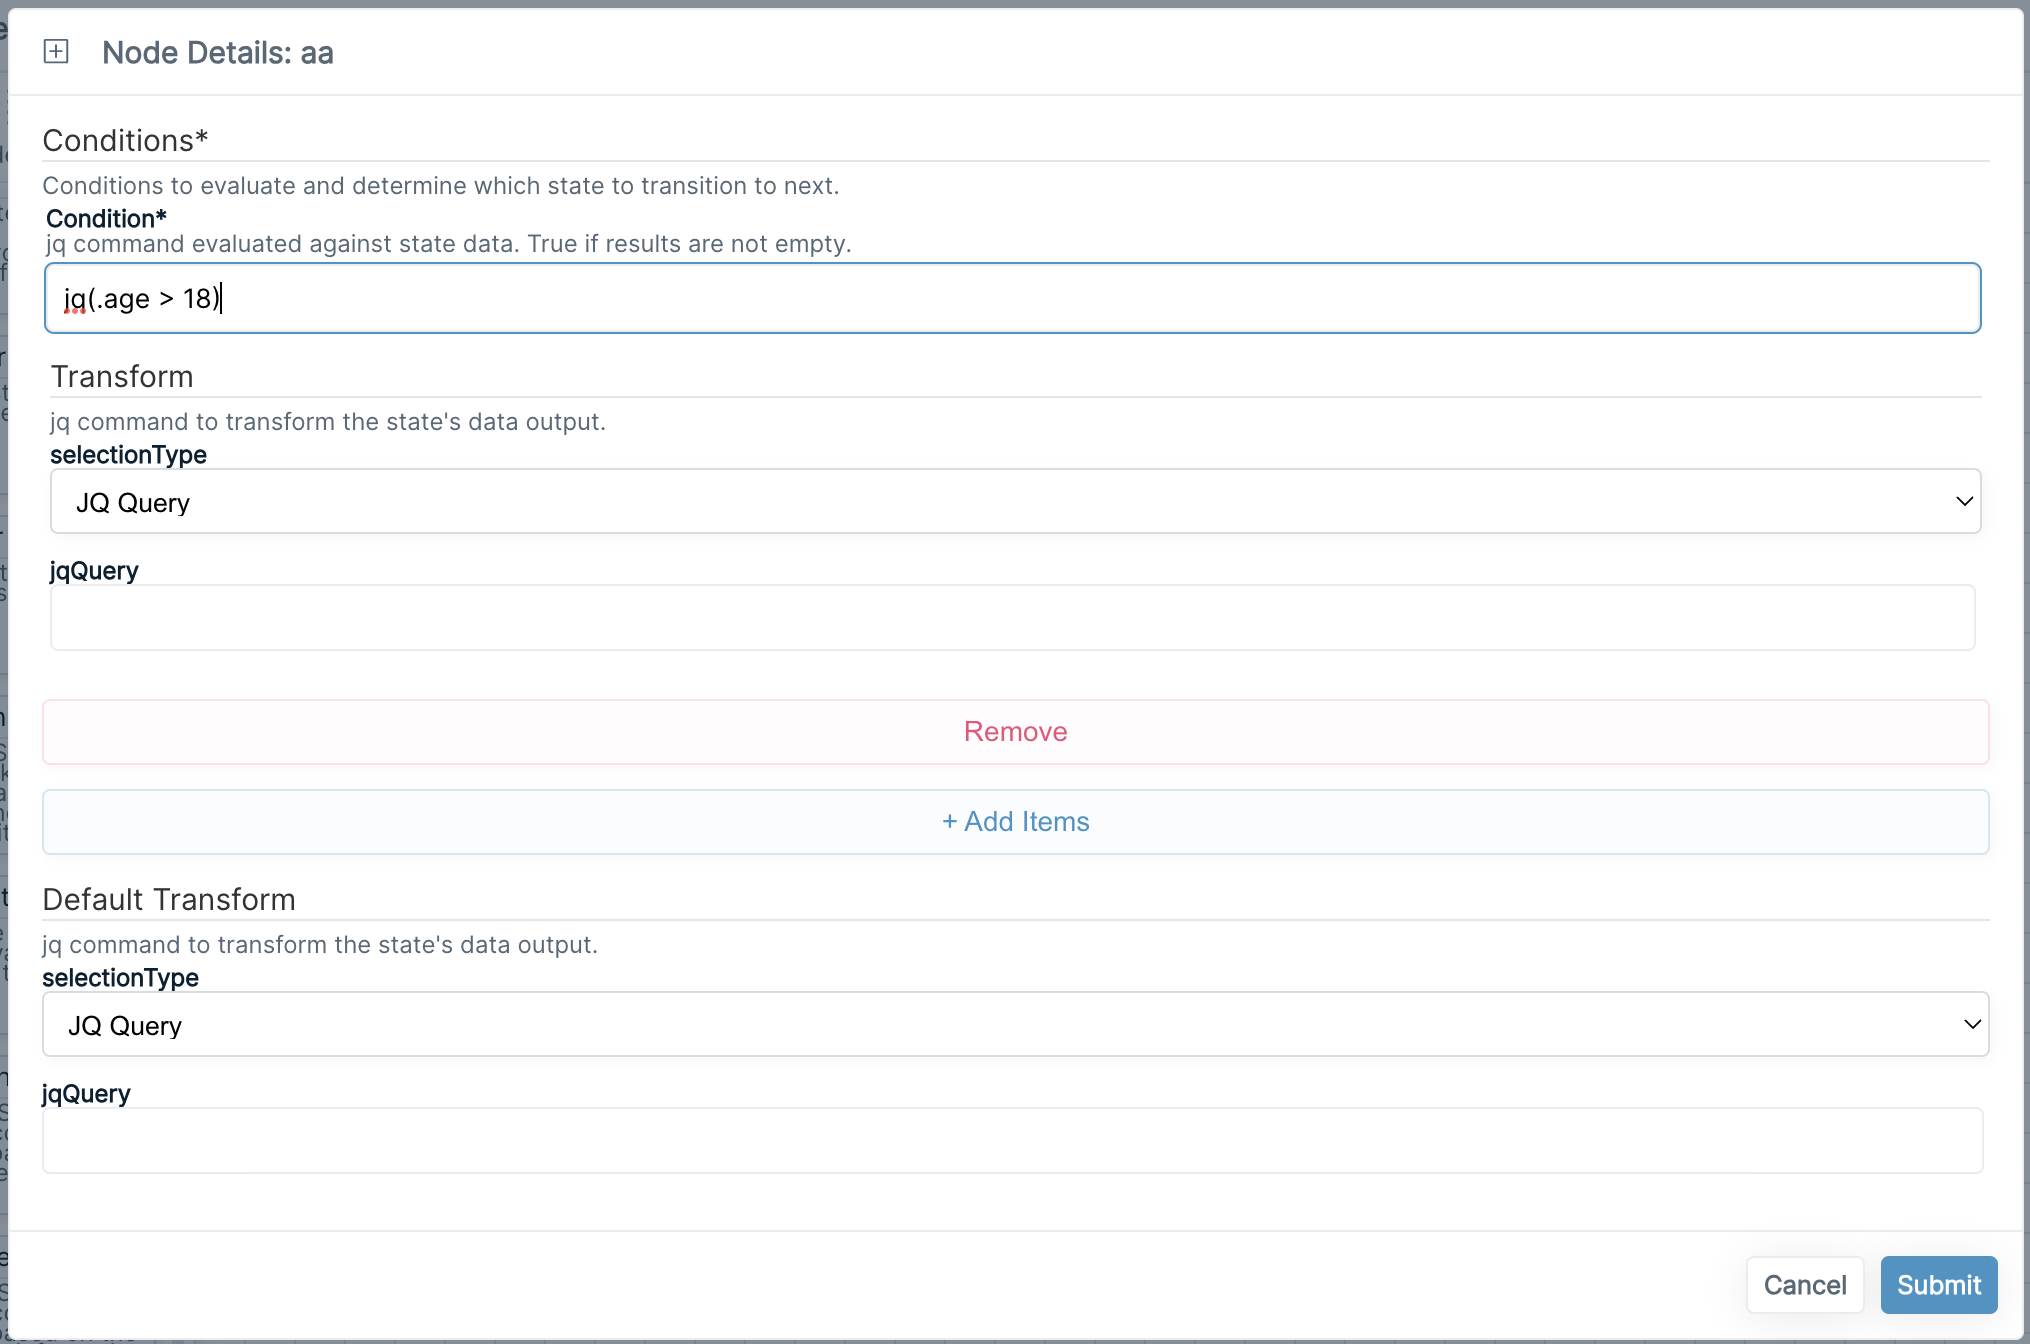 Node Details: aa
Conditions*
Conditions to evaluate and determine which state to transition to next.
Condition*
jq command evaluated against state data. True if results are not empty.
jq(.age > 18)
Transform
jq command to transform the state's data output.
selectionType
JQ Query
jqQuery
Remove
+ Add Items
Default Transform
jq command to transform the state's data output.
selectionType
JQ Query
jqQuery
Cancel
Submit